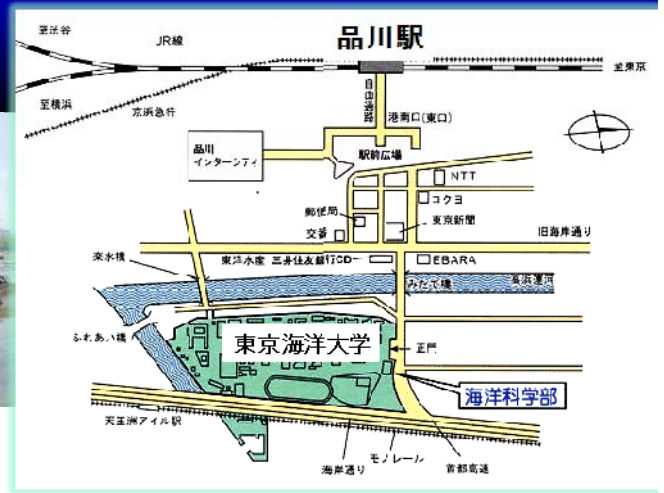 品川駅
至渋谷
JR線
至東京
至横浜
京浜急行
自由通路
港南口(東口)
品川
インターシティ
駅前広場
NTT
コクヨ
郵便局
東京新聞
交番
旧海岸通り
楽水橋
東洋水産 三井住友銀行CD
EBARA
みたて橋
高浜運河
ふれあい橋
東京海洋大学
正門
海洋科学部
天王洲アイル駅
海岸通り
モノレール
首都高速